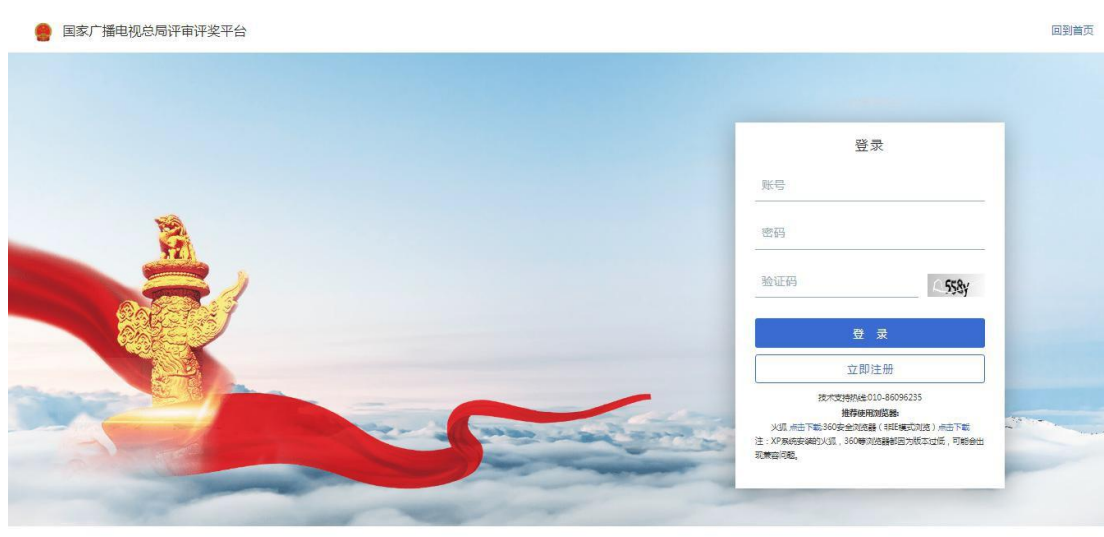 国家广播电视总局评审评奖平台
回到首页
登录
账号
密码
验证码
558y
登 录
立即注册
技术支持热线:010-86096235
推荐使用浏览器:
火狐 点击下载;360安全浏览器(非IE模式浏览)点击下载
注:XP系统安装的火狐,360等浏览器都因为版本过低,可能会出
现兼容问题。